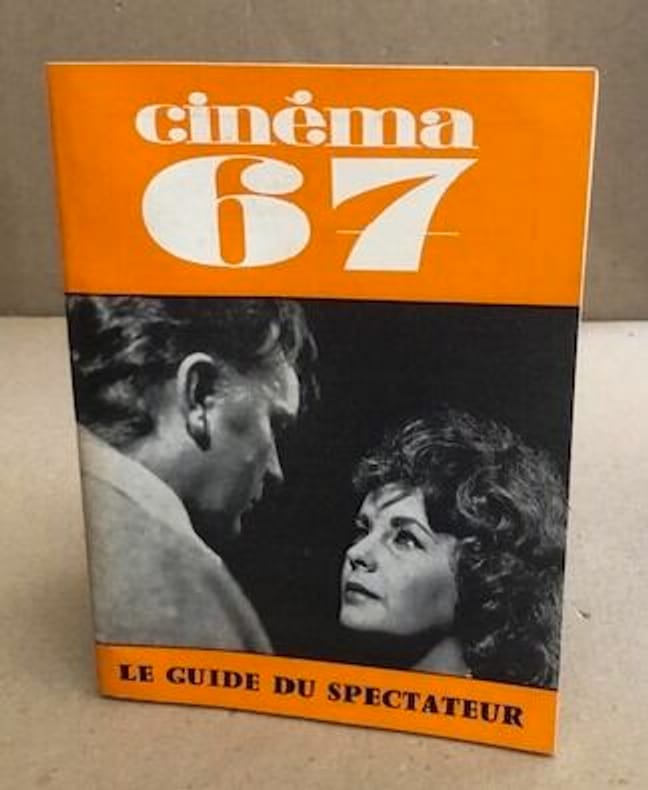 cinéma
67
LE GUIDE DU SPECTATEUR